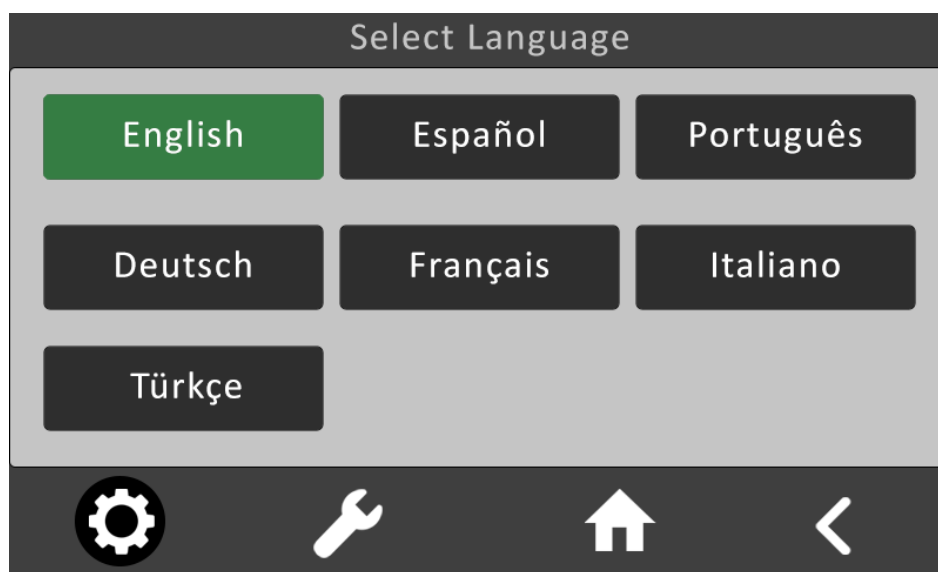 Select Language
English Español Português
Deutsch Français Italiano
Türkçe